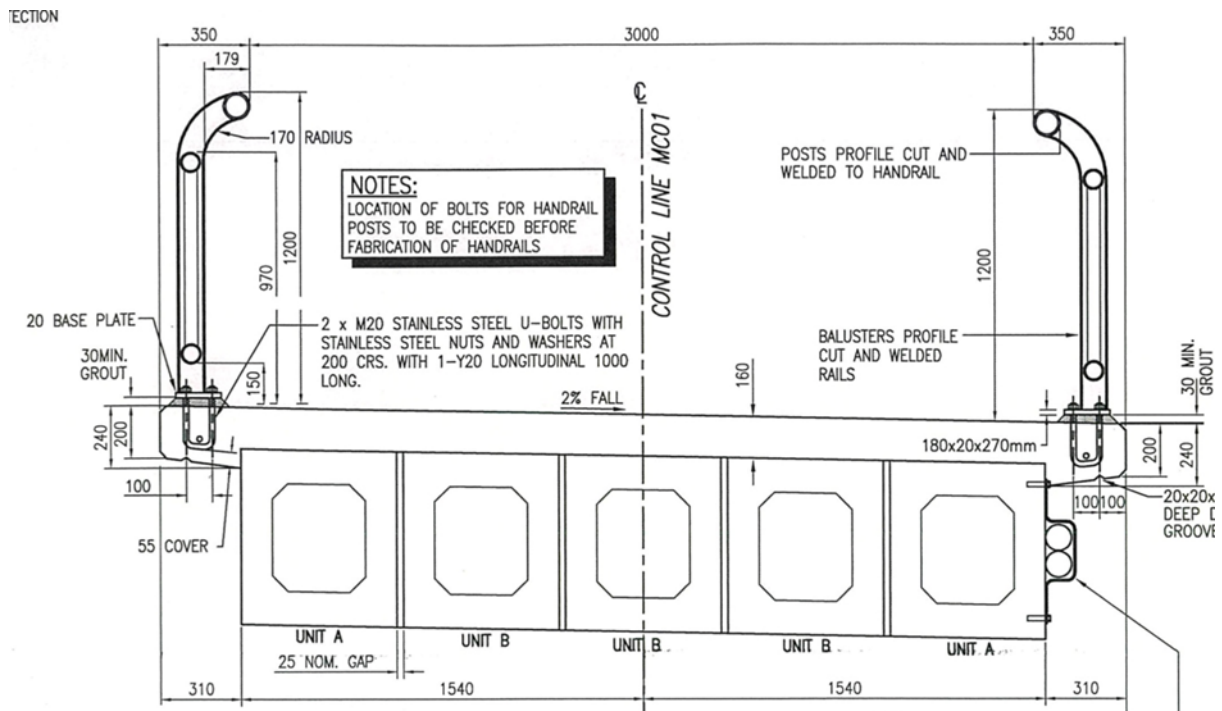 TECTION
350
3000
350
179
170 RADIUS
℄
CONTROL LINE MC01
POSTS PROFILE CUT AND
WELDED TO HANDRAIL
NOTES:
LOCATION OF BOLTS FOR HANDRAIL
POSTS TO BE CHECKED BEFORE
FABRICATION OF HANDRAILS
970
1200
1200
20 BASE PLATE
2 x M20 STAINLESS STEEL U-BOLTS WITH
STAINLESS STEEL NUTS AND WASHERS AT
200 CRS. WITH 1-Y20 LONGITUDINAL 1000
LONG.
BALUSTERS PROFILE
CUT AND WELDED
RAILS
30MIN.
GROUT
150
160
30 MIN.
GROUT
2% FALL
240
200
180x20x270mm
200
240
100
100
100
20x20x
DEEP D
GROOVE
55 COVER
UNIT A
UNIT B
UNIT B
UNIT B
UNIT A
25 NOM. GAP
310
1540
1540
310